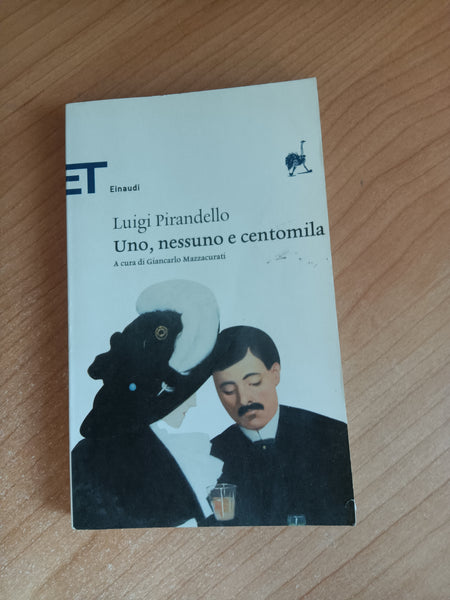 ET
Einaudi
Luigi Pirandello
Uno, nessuno e centomila
A cura di Giancarlo Mazzacurati